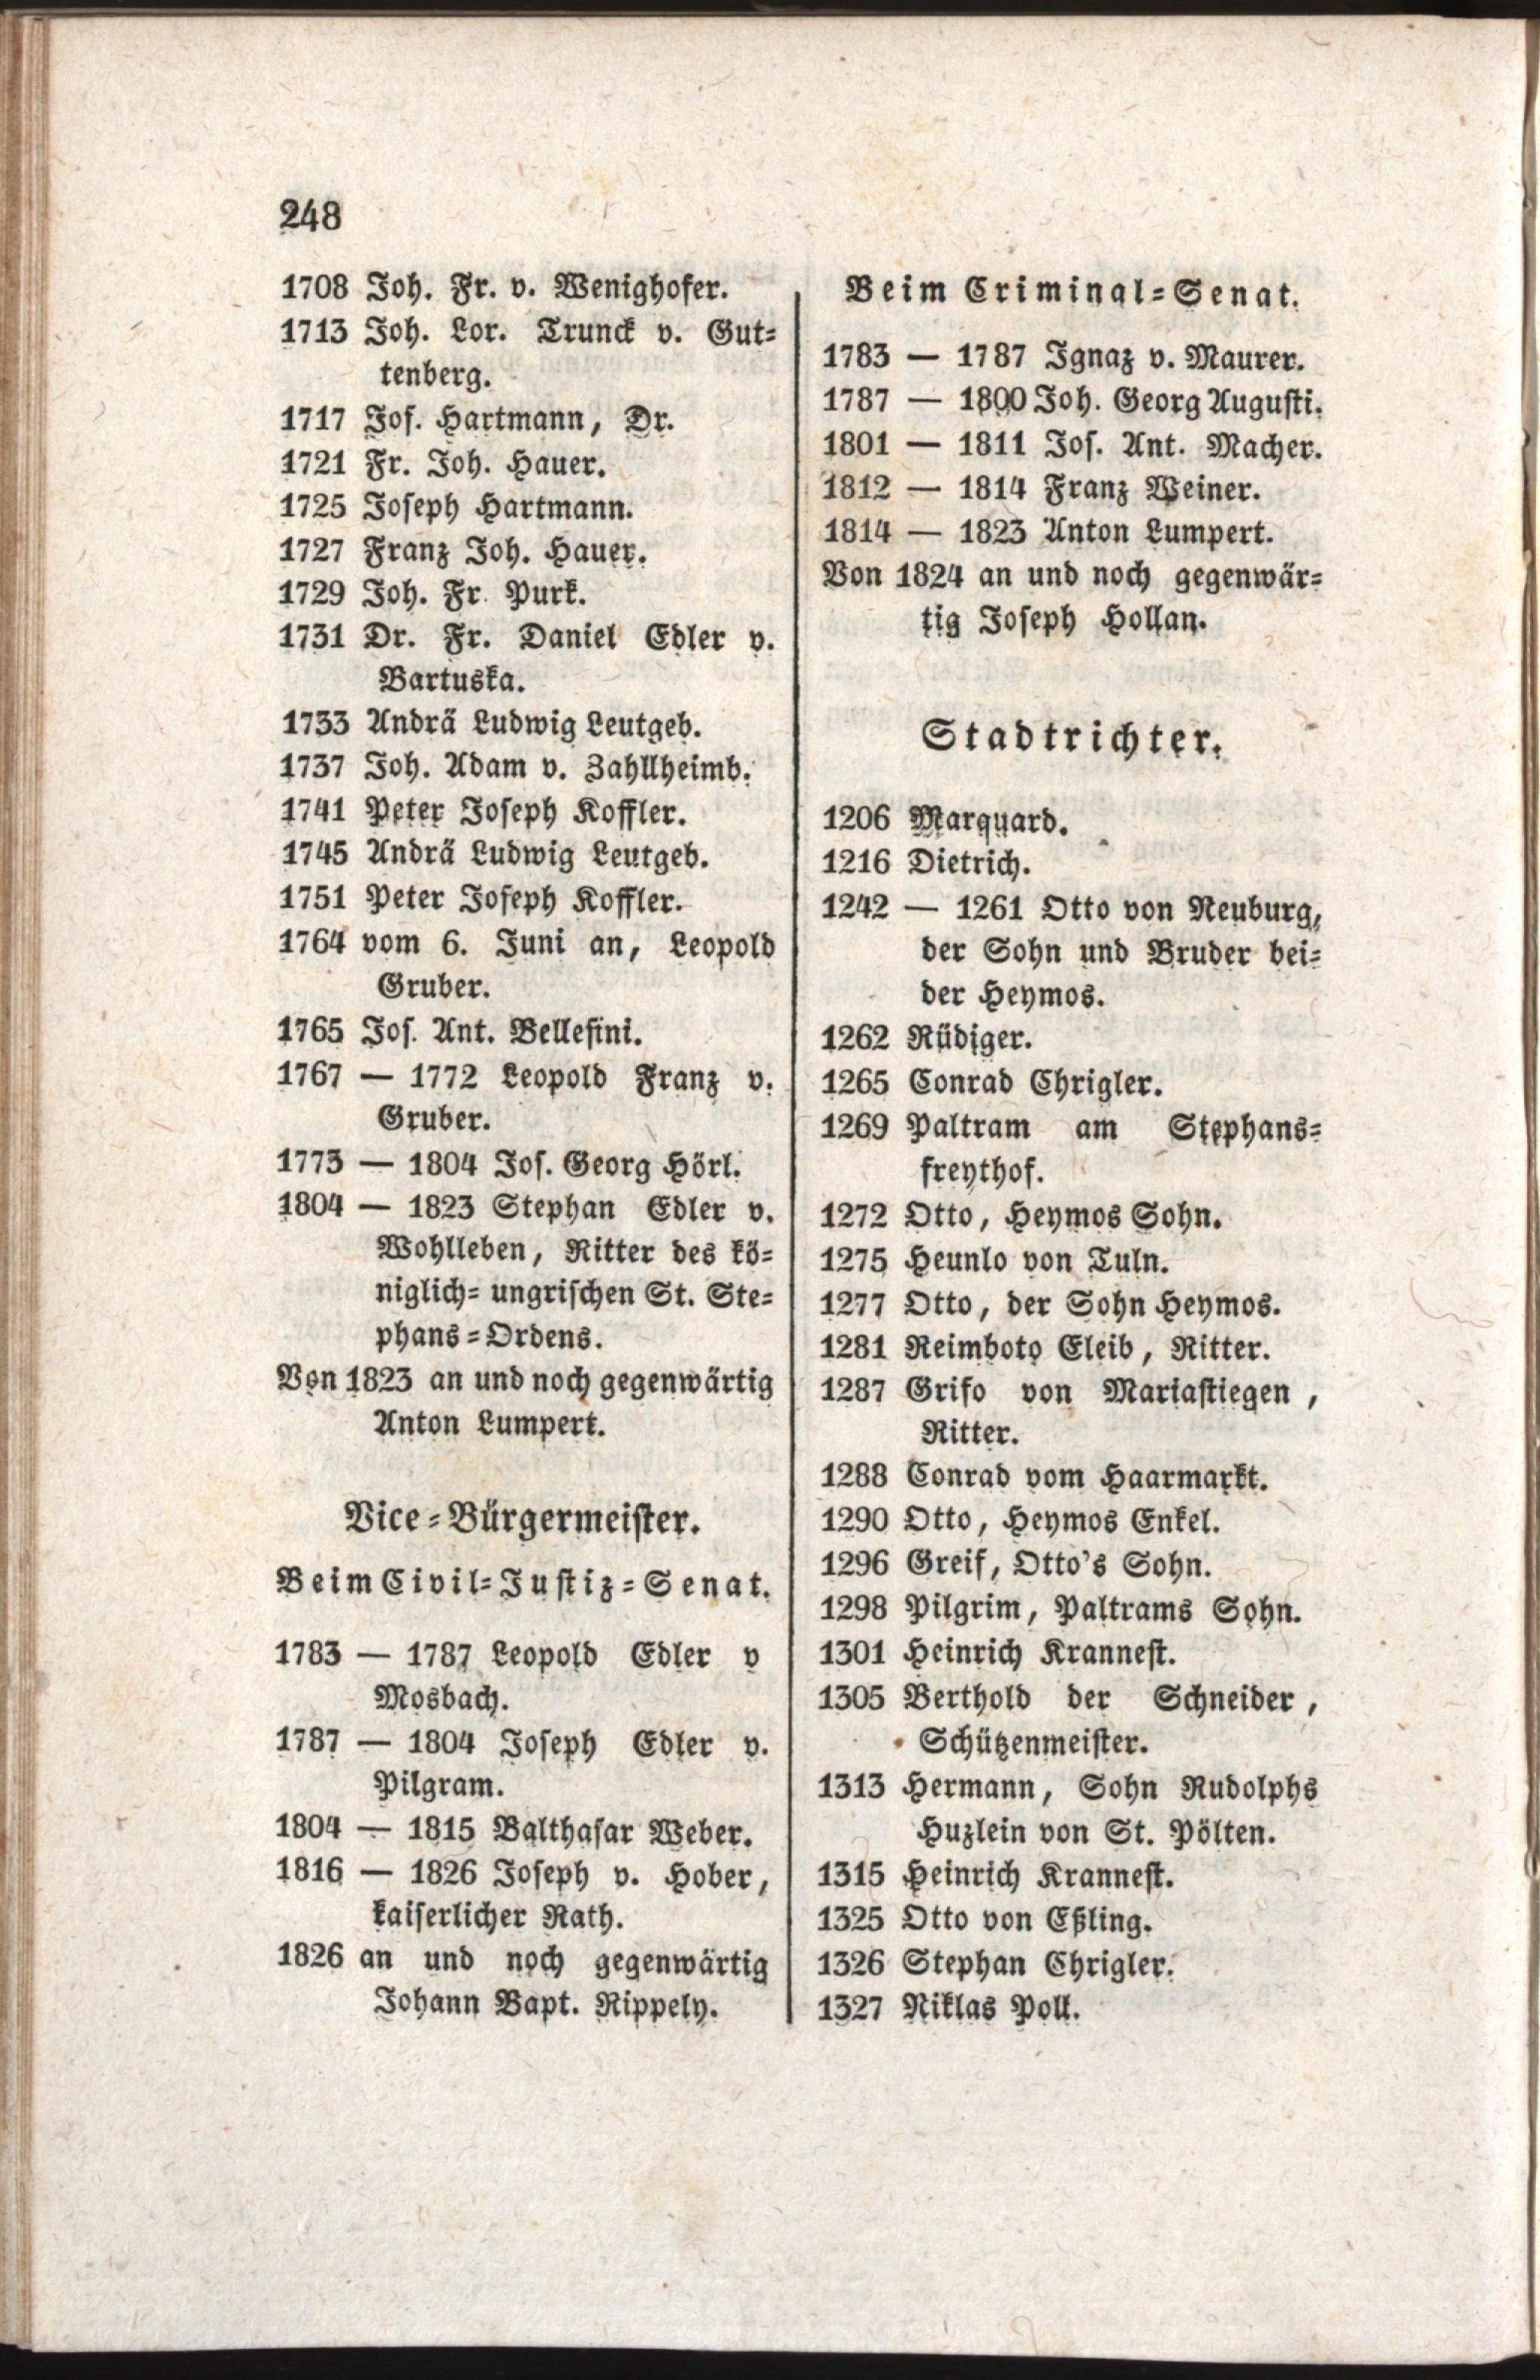 248
1708 Joh. Fr. v. Wenighofer.
1713 Joh. Lor. Trunck v. Gut-
tenberg.
1717 Jos. Hartmann, Dr.
1721 Fr. Joh. Hauer.
1725 Joseph Hartmann.
1727 Franz Joh. Hauer.
1729 Joh. Fr. Purk.
1731 Dr. Fr. Daniel Edler v.
Bartuska.
1733 Andrä Ludwig Leutgeb.
1737 Joh. Adam v. Zahllheimb.
1741 Peter Joseph Koffler.
1745 Andrä Ludwig Leutgeb.
1751 Peter Joseph Koffler.
1764 vom 6. Juni an, Leopold
Gruber.
1765 Jos. Ant. Bellesini.
1767 — 1772 Leopold Franz v.
Gruber.
1773 — 1804 Jos. Georg Hörl.
1804 — 1823 Stephan Edler v.
Wohlleben, Ritter des kö-
niglich-ungrischen St. Ste-
phans-Ordens.
Von 1823 an und noch gegenwärtig
Anton Lumpert.
Vice-Bürgermeister.
Beim Civil-Justiz-Senat.
1783 — 1787 Leopold Edler v
Mosbach.
1787 — 1804 Joseph Edler v.
Pilgram.
1804 — 1815 Balthasar Weber.
1816 — 1826 Joseph v. Hober,
kaiserlicher Rath.
1826 an und noch gegenwärtig
Johann Bapt. Rippely.
Beim Criminal-Senat.
1783 — 1787 Ignaz v. Maurer.
1787 — 1800 Joh. Georg Augusti.
1801 — 1811 Jos. Ant. Macher.
1812 — 1814 Franz Weiner.
1814 — 1823 Anton Lumpert.
Von 1824 an und noch gegenwär-
tig Joseph Hollan.
Stadtrichter.
1206 Marquard.
1216 Dietrich.
1242 — 1261 Otto von Neuburg,
der Sohn und Bruder bei-
der Heymos.
1262 Rüdiger.
1265 Conrad Chrigler.
1269 Paltram am Stephans-
freythof.
1272 Otto, Heymos Sohn.
1275 Heunlo von Tuln.
1277 Otto, der Sohn Heymos.
1281 Reimboto Eleib, Ritter.
1287 Grifo von Mariastiegen,
Ritter.
1288 Conrad vom Haarmarkt.
1290 Otto, Heymos Enkel.
1296 Greif, Otto's Sohn.
1298 Pilgrim, Paltrams Sohn.
1301 Heinrich Krannest.
1305 Berthold der Schneider,
Schützenmeister.
1313 Hermann, Sohn Rudolphs
Huzlein von St. Pölten.
1315 Heinrich Krannest.
1325 Otto von Eßling.
1326 Stephan Chrigler.
1327 Niklas Poll.